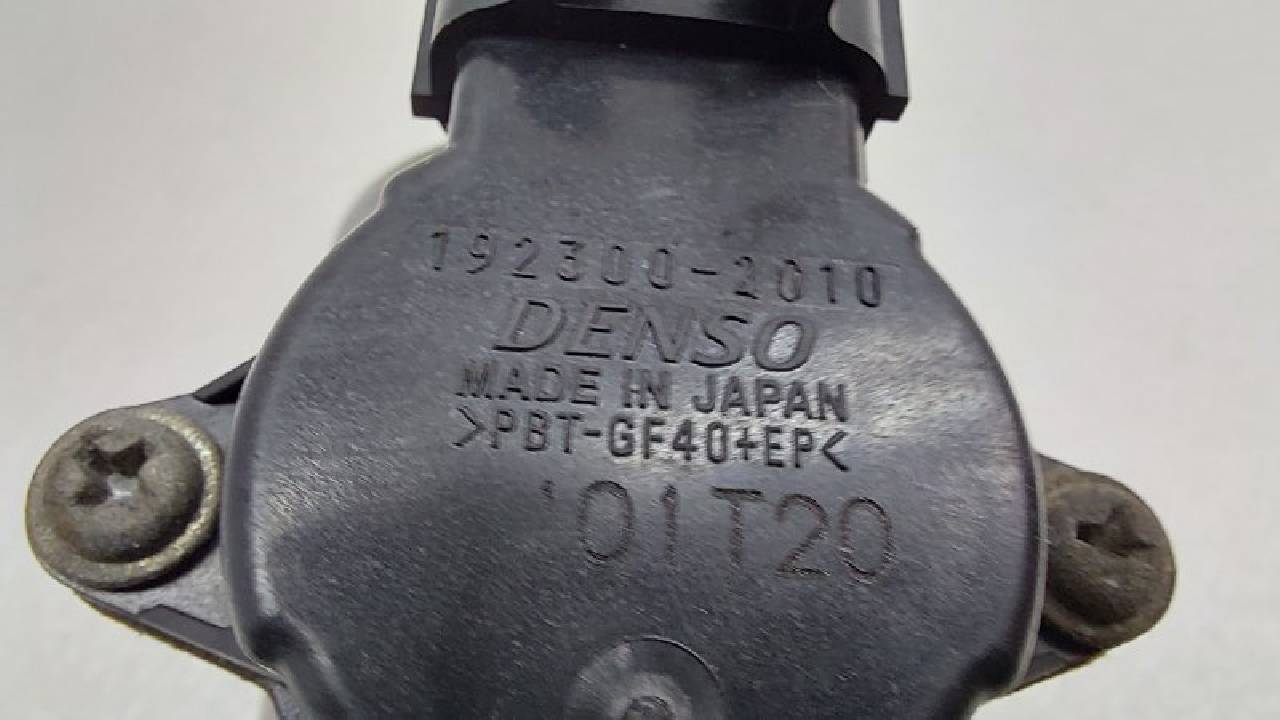 192300-2010
DENSO
MADE IN JAPAN
>PBT-GF40+EP<
'01T20